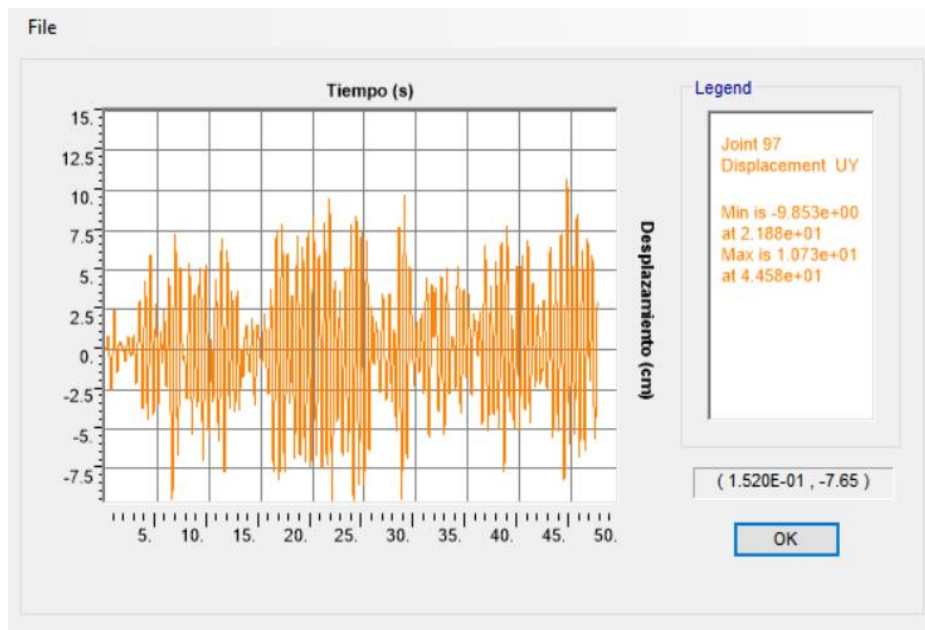 File
Tiempo (s)
15.
12.5
10.
7.5
5.
2.5
0.
-2.5
-5.
-7.5
5.
10.
15.
20.
25.
30.
35.
40.
45.
50.
Desplazamiento (cm)
Legend
Joint 97
Displacement UY
Min is -9.853e+00
at 2.188e+01
Max is 1.073e+01
at 4.458e+01
( 1.520E-01 , -7.65 )
OK